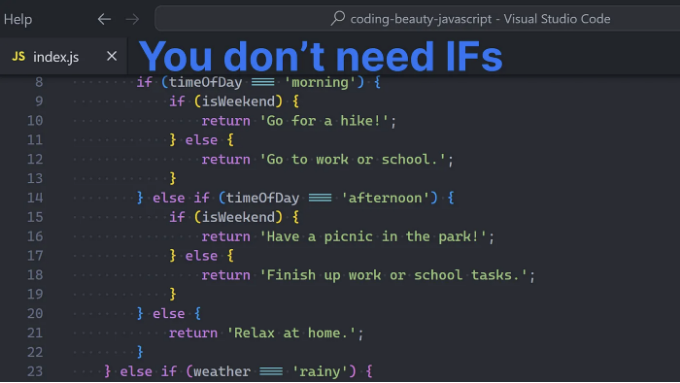 Help ← → coding-beauty-javascript - Visual Studio Code
JS index.js × You don't need IFs
8 if (timeOfDay === 'morning') {
9 if (isWeekend) {
10 return 'Go for a hike!';
11 } else {
12 return 'Go to work or school.';
13 }
14 } else if (timeOfDay === 'afternoon') {
15 if (isWeekend) {
16 return 'Have a picnic in the park!';
17 } else {
18 return 'Finish up work or school tasks.';
19 }
20 } else {
21 return 'Relax at home.';
22 }
23 } else if (weather === 'rainy') {